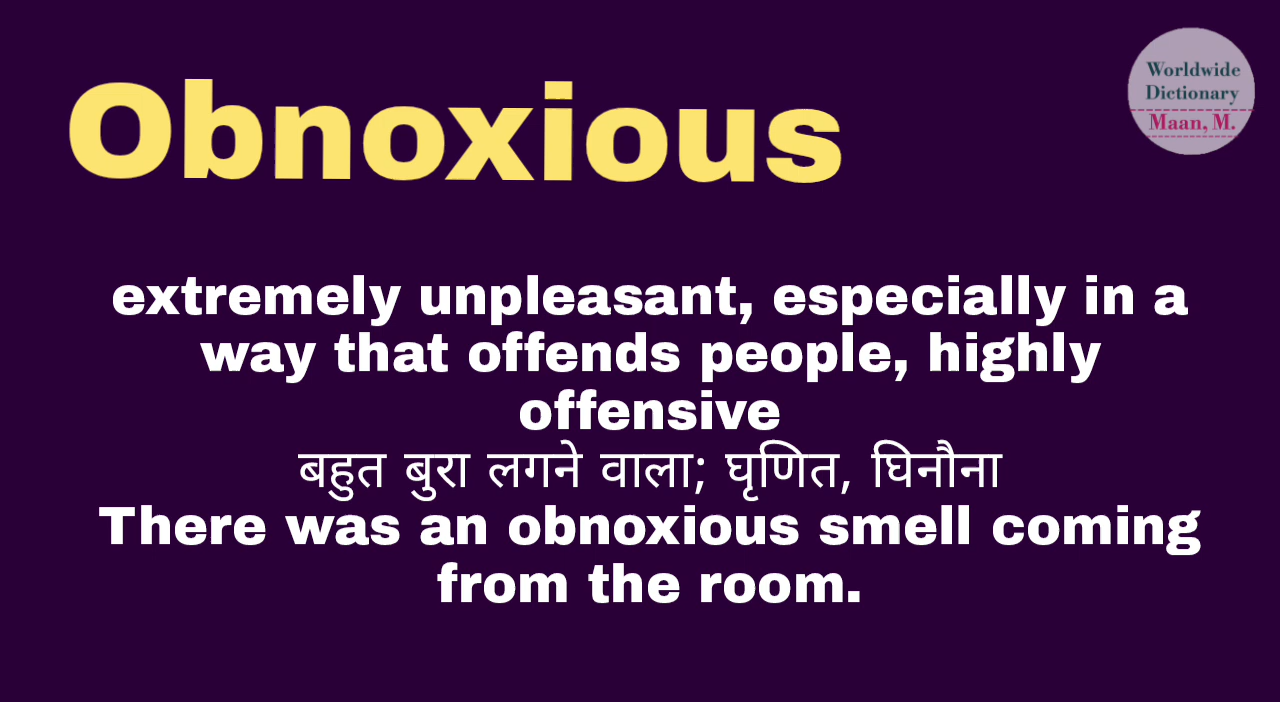 Obnoxious
Worldwide
Dictionary
Maan, M.
extremely unpleasant, especially in a
way that offends people, highly
offensive
बहुत बुरा लगने वाला; घृणित, घिनौना
There was an obnoxious smell coming
from the room.